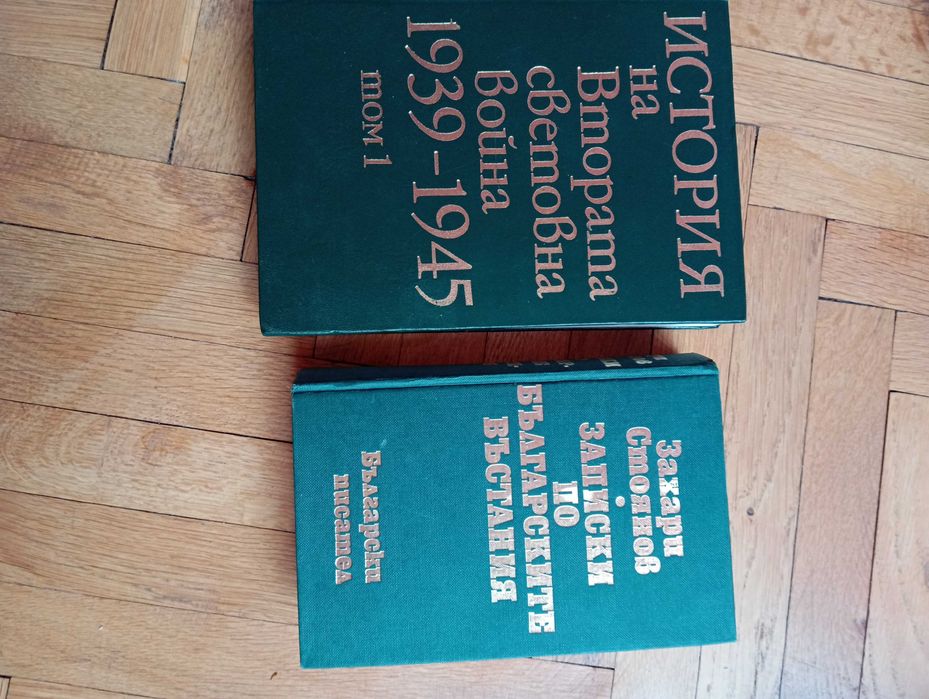 ИСТОРИЯ
на
Втората
световна
война
1939-1945
том 1
Захари
Стоянов
ЗАПИСКИ
ПО
БЪЛГАРСКИТЕ
ВЪСТАНИЯ
Български
писател